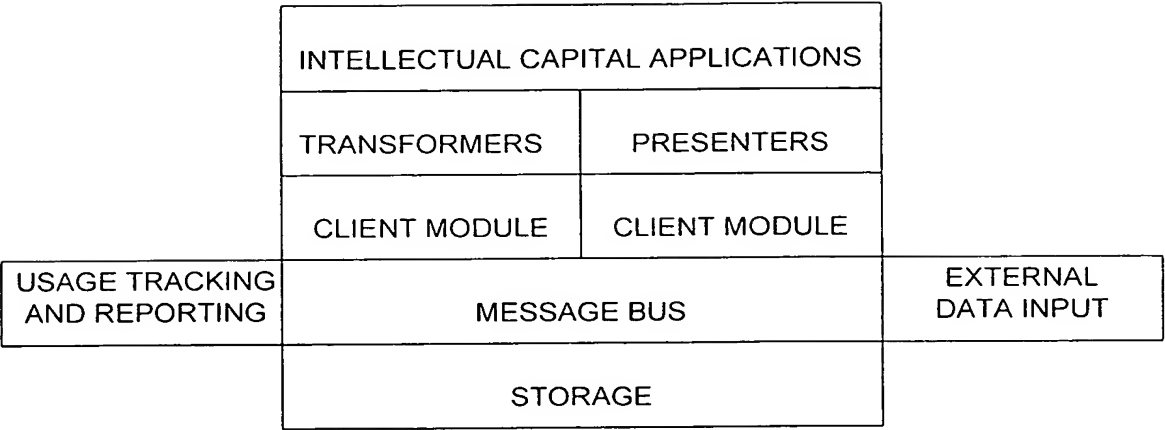 INTELLECTUAL CAPITAL APPLICATIONS
TRANSFORMERS
PRESENTERS
CLIENT MODULE
CLIENT MODULE
USAGE TRACKING
AND REPORTING
MESSAGE BUS
EXTERNAL
DATA INPUT
STORAGE